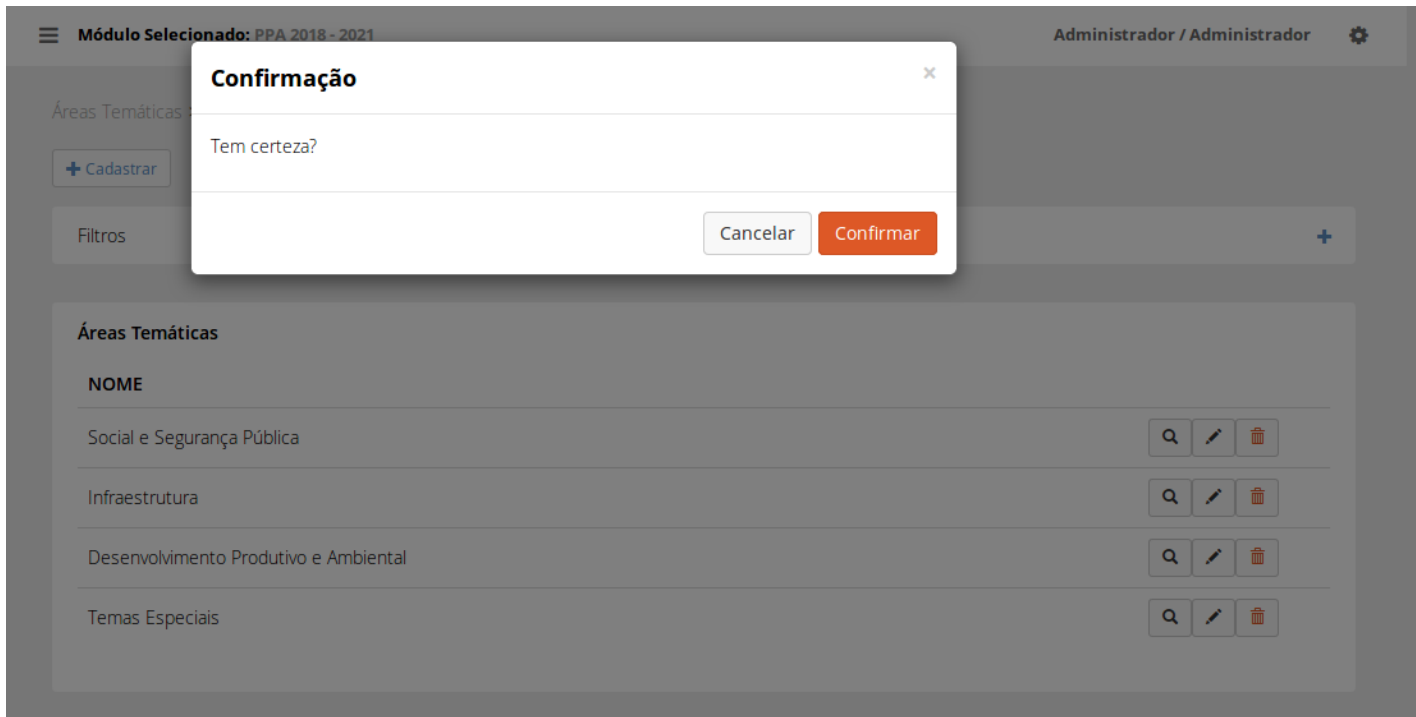 Módulo Selecionado: PPA 2018 - 2021 Administrador / Administrador
Confirmação ×
Áreas Temáticas
Tem certeza?
Cadastrar
Cancelar Confirmar
Filtros
Áreas Temáticas
NOME
Social e Segurança Pública
Infraestrutura
Desenvolvimento Produtivo e Ambiental
Temas Especiais